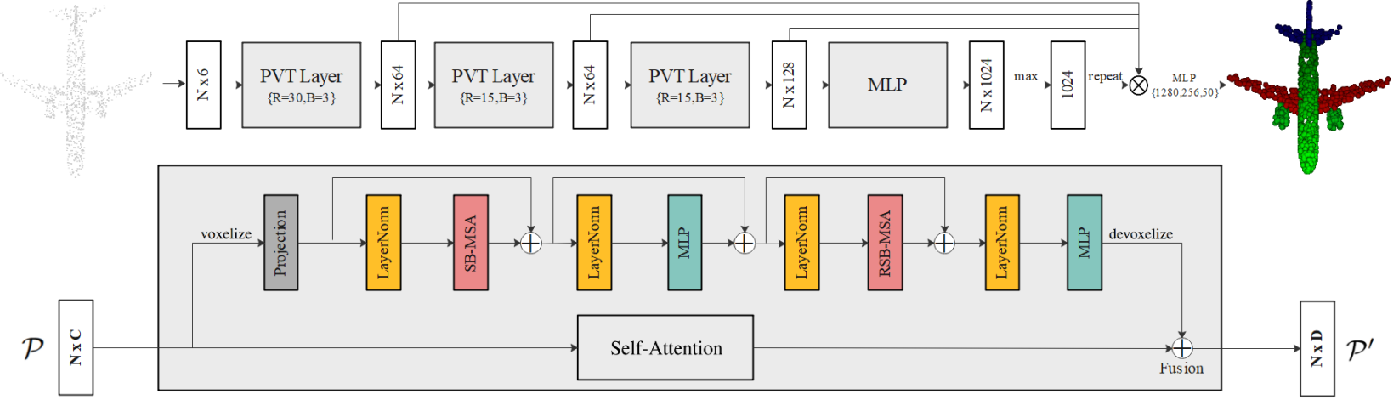 N x 6
PVT Layer
{R=30,B=3}
N x 64
PVT Layer
{R=15,B=3}
N x 64
PVT Layer
{R=15,B=3}
N x 128
MLP
N x 1024
max
1024
repeat
MLP
{1280,256,50}
voxelize
Projection
LayerNorm
SB-MSA
LayerNorm
MLP
LayerNorm
RSB-MSA
LayerNorm
MLP
devoxelize
𝒫
N x C
Self-Attention
Fusion
N x D
𝒫′